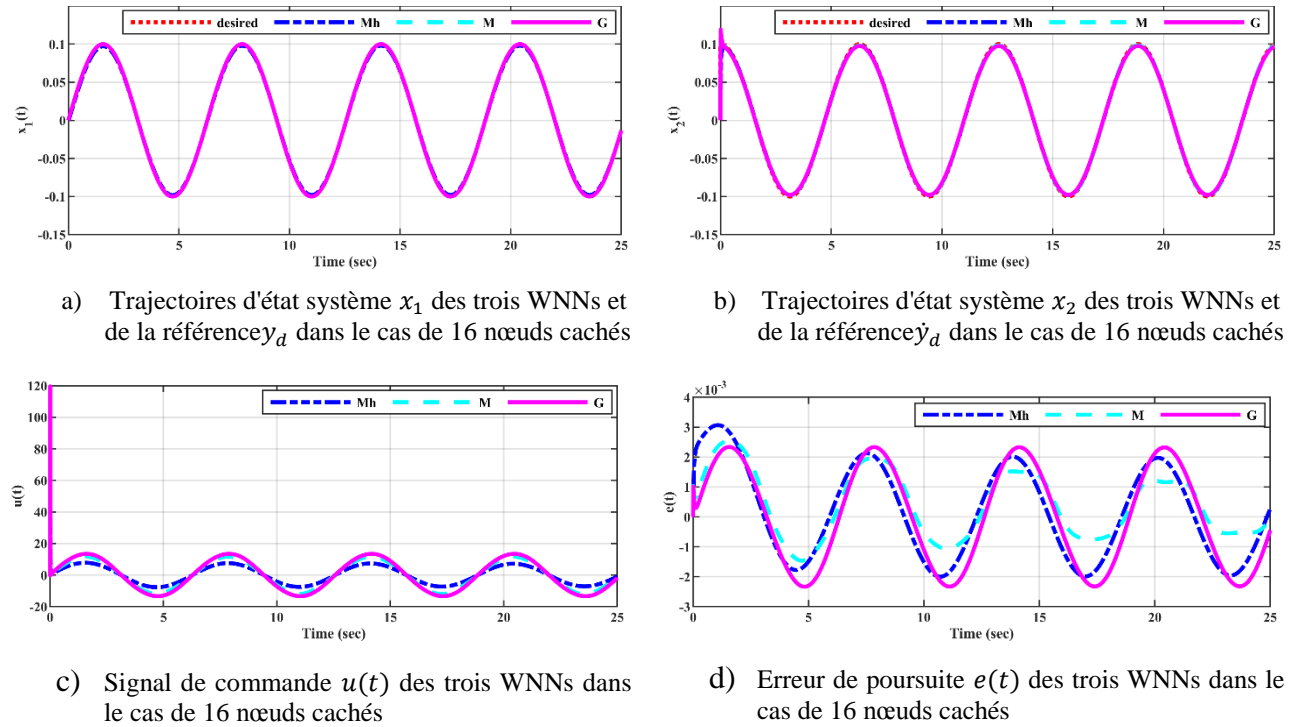 a)
desired Mh M G
0.1
0.05
0
-0.05
-0.1
-0.15
x1(t)
0 5 10 15 20 25
Time (sec)
a) Trajectoires d'état système 𝑥1 des trois WNNs et
de la référence𝑦𝑑 dans le cas de 16 nœuds cachés
b)
desired Mh M G
0.1
0.05
0
-0.05
-0.1
-0.15
x2(t)
0 5 10 15 20 25
Time (sec)
b) Trajectoires d'état système 𝑥2 des trois WNNs et
de la référence𝑦̇𝑑 dans le cas de 16 nœuds cachés
Mh M G
120
100
80
60
40
20
0
-20
u(t)
0 5 10 15 20 25
Time (sec)
c) Signal de commande 𝑢(𝑡) des trois WNNs dans
le cas de 16 nœuds cachés
×10-3
Mh M G
4
3
2
1
0
-1
-2
-3
e(t)
0 5 10 15 20 25
Time (sec)
d) Erreur de poursuite 𝑒(𝑡) des trois WNNs dans le
cas de 16 nœuds cachés